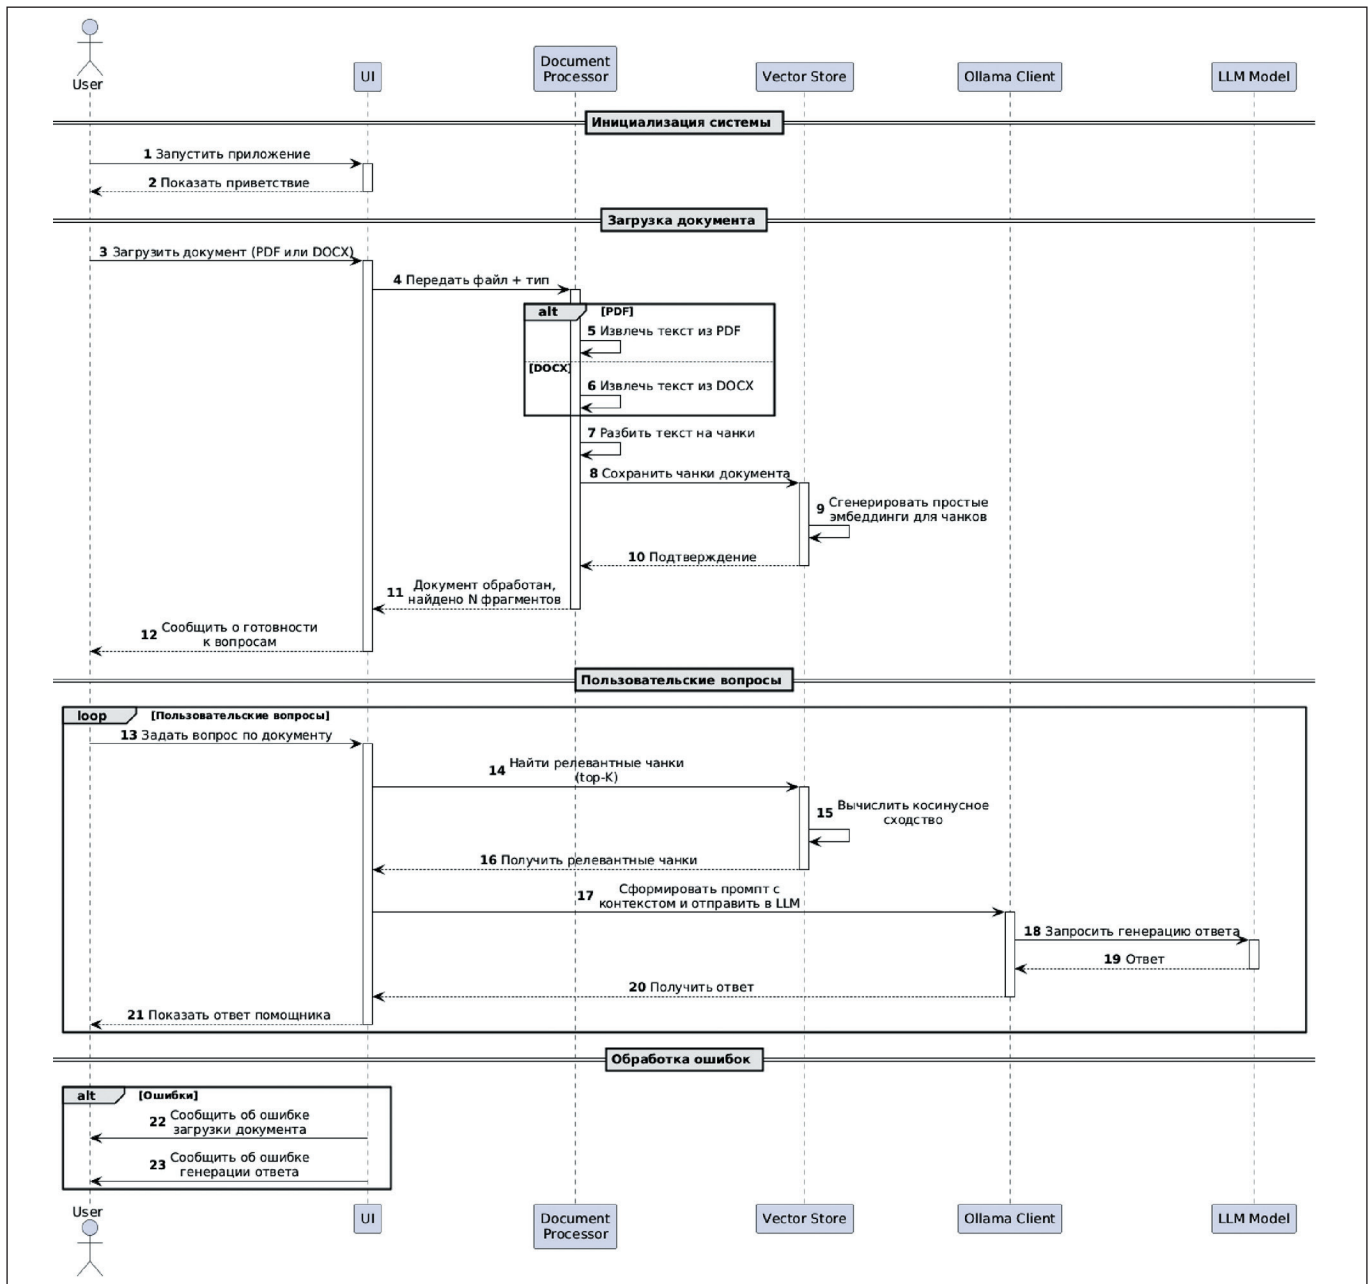 User
UI
Document
Processor
Vector Store
Ollama Client
LLM Model
Инициализация системы
1 Запустить приложение
2 Показать приветствие
Загрузка документа
3 Загрузить документ (PDF или DOCX)
4 Передать файл + тип
alt [PDF]
5 Извлечь текст из PDF
[DOCX]
6 Извлечь текст из DOCX
7 Разбить текст на чанки
8 Сохранить чанки документа
9 Сгенерировать простые
эмбеддинги для чанков
10 Подтверждение
11 Документ обработан,
найдено N фрагментов
12 Сообщить о готовности
к вопросам
Пользовательские вопросы
loop [Пользовательские вопросы]
13 Задать вопрос по документу
14 Найти релевантные чанки
(top-K)
15 Вычислить косинусное
сходство
16 Получить релевантные чанки
17 Сформировать промпт с
контекстом и отправить в LLM
18 Запросить генерацию ответа
19 Ответ
20 Получить ответ
21 Показать ответ помощника
Обработка ошибок
alt [Ошибки]
22 Сообщить об ошибке
загрузки документа
23 Сообщить об ошибке
генерации ответа
User
UI
Document
Processor
Vector Store
Ollama Client
LLM Model